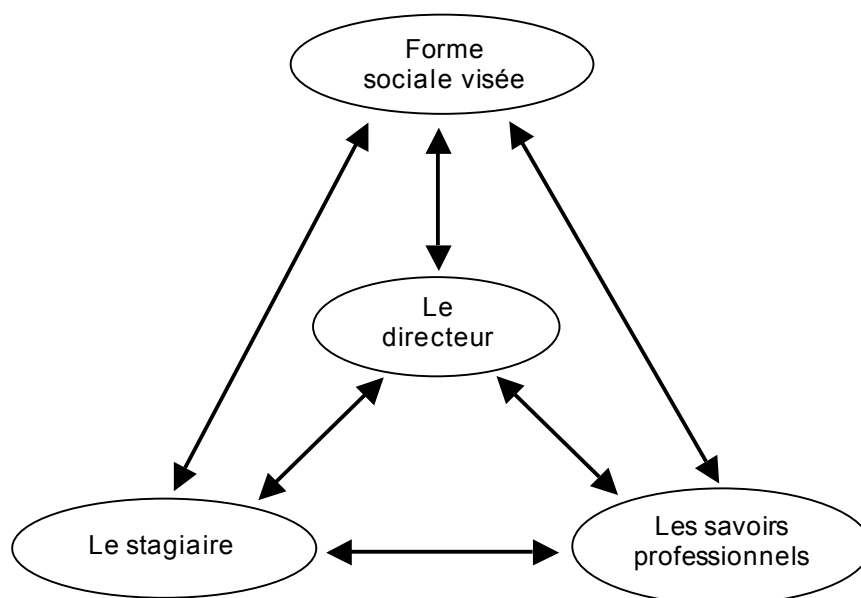 Forme
sociale visée
Le
directeur
Le stagiaire
Les savoirs
professionnels